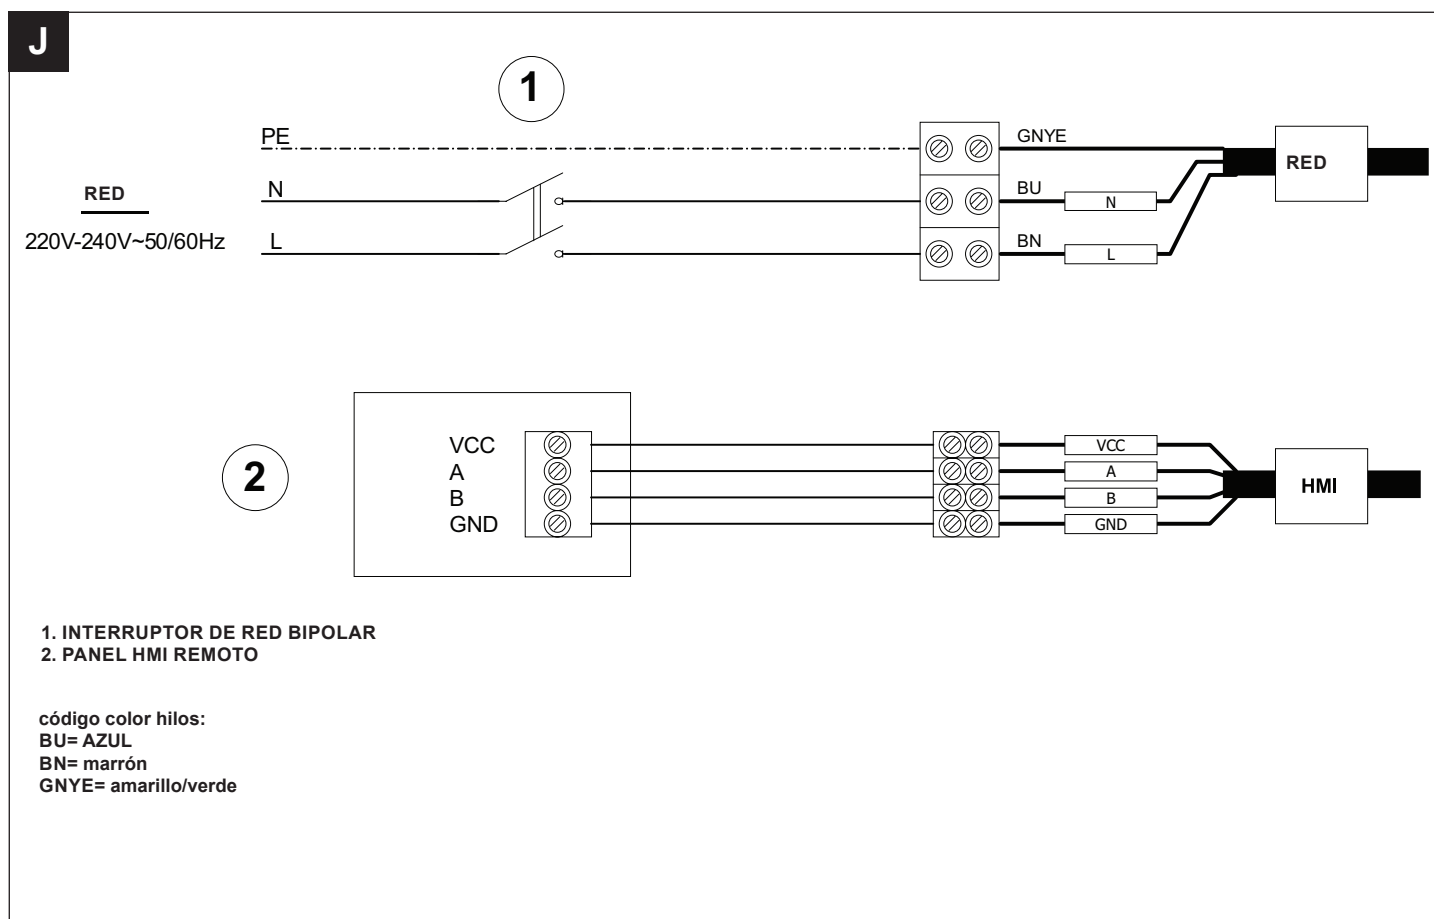 J
1
PE
GNYE
RED
N
BU
N
RED
220V-240V~50/60Hz
L
BN
L
2
VCC
A
B
GND
VCC
A
B
GND
HMI
1. INTERRUPTOR DE RED BIPOLAR
2. PANEL HMI REMOTO
código color hilos:
BU= AZUL
BN= marrón
GNYE= amarillo/verde